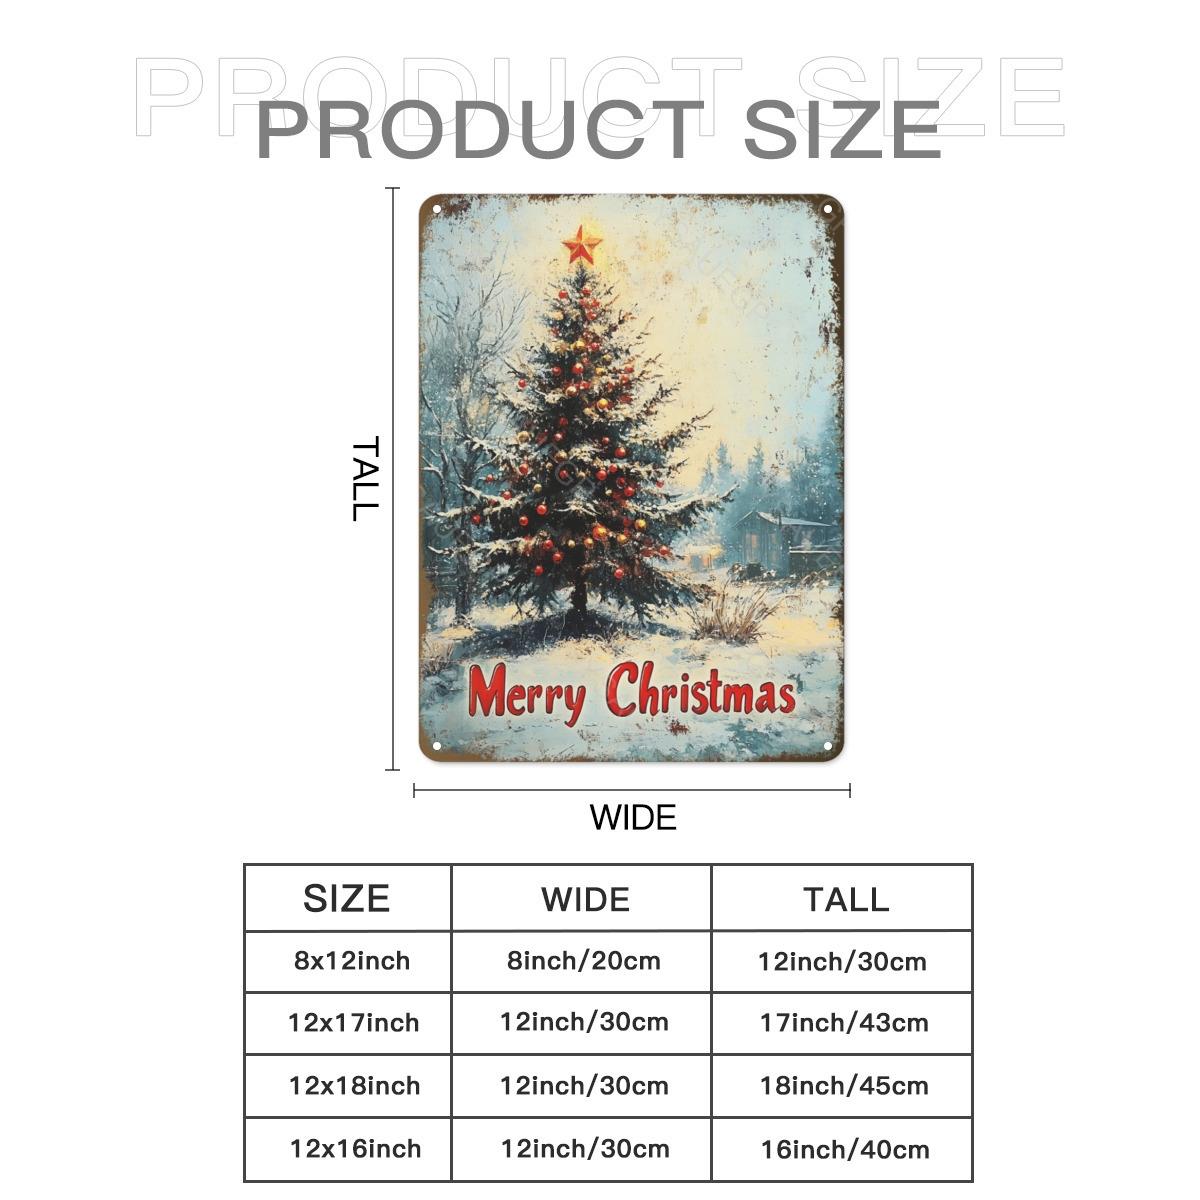 PRODUCT SIZE
PRODUCT SIZE
TALL
Merry Christmas
WIDE
SIZE WIDE TALL
8x12inch 8inch/20cm 12inch/30cm
12x17inch 12inch/30cm 17inch/43cm
12x18inch 12inch/30cm 18inch/45cm
12x16inch 12inch/30cm 16inch/40cm